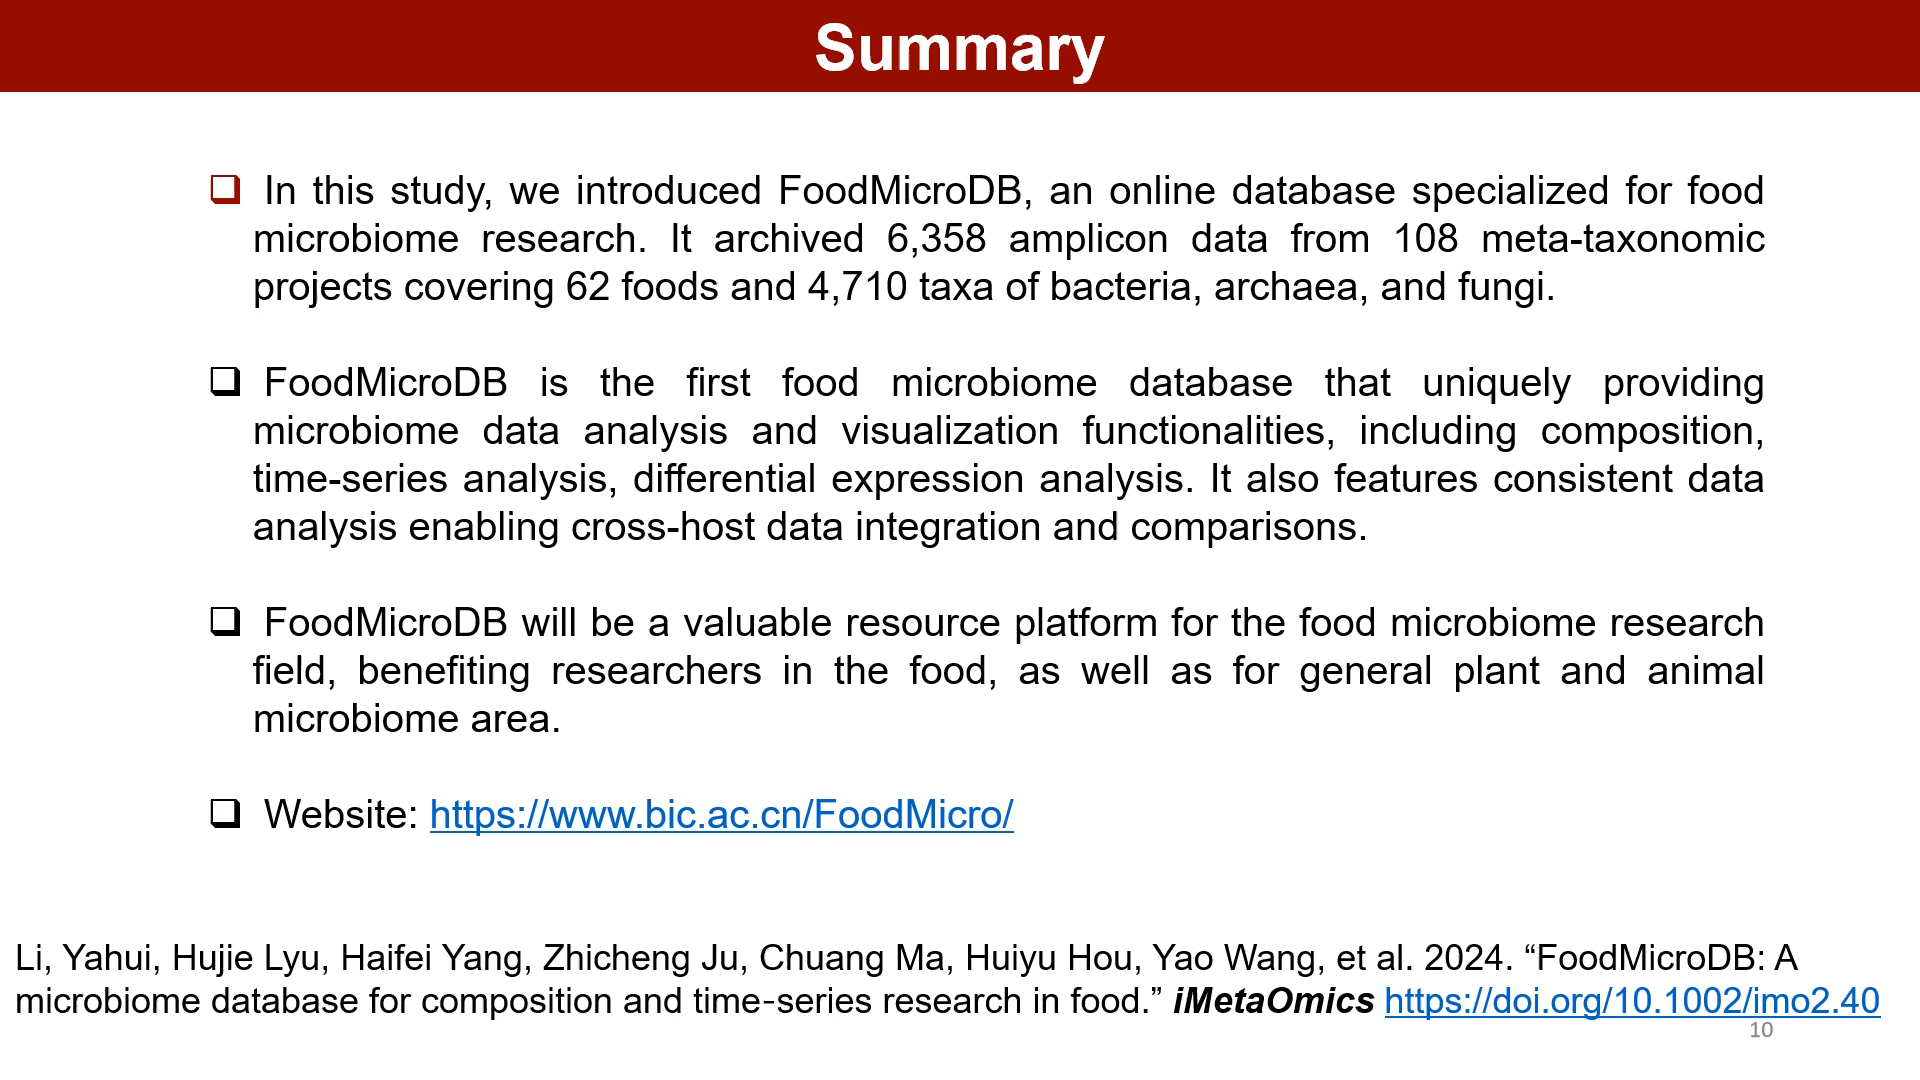 Summary
❑ In this study, we introduced FoodMicroDB, an online database specialized for food
microbiome research. It archived 6,358 amplicon data from 108 meta-taxonomic
projects covering 62 foods and 4,710 taxa of bacteria, archaea, and fungi.
❑ FoodMicroDB is the first food microbiome database that uniquely providing
microbiome data analysis and visualization functionalities, including composition,
time-series analysis, differential expression analysis. It also features consistent data
analysis enabling cross-host data integration and comparisons.
❑ FoodMicroDB will be a valuable resource platform for the food microbiome research
field, benefiting researchers in the food, as well as for general plant and animal
microbiome area.
❑ Website: https://www.bic.ac.cn/FoodMicro/
Li, Yahui, Hujie Lyu, Haifei Yang, Zhicheng Ju, Chuang Ma, Huiyu Hou, Yao Wang, et al. 2024. “FoodMicroDB: A
microbiome database for composition and time-series research in food.” iMetaOmics https://doi.org/10.1002/imo2.40
10